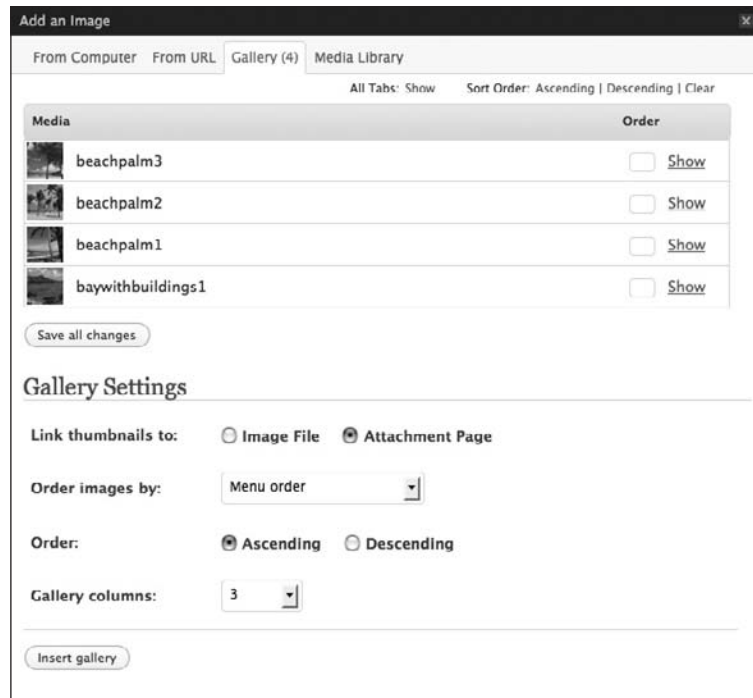 Add an Image
From Computer From URL Gallery (4) Media Library
All Tabs: Show Sort Order: Ascending | Descending | Clear
Media Order
beachpalm3 Show
beachpalm2 Show
beachpalm1 Show
baywithbuildings1 Show
Save all changes
Gallery Settings
Link thumbnails to: Image File Attachment Page
Order images by: Menu order
Order: Ascending Descending
Gallery columns: 3
Insert gallery